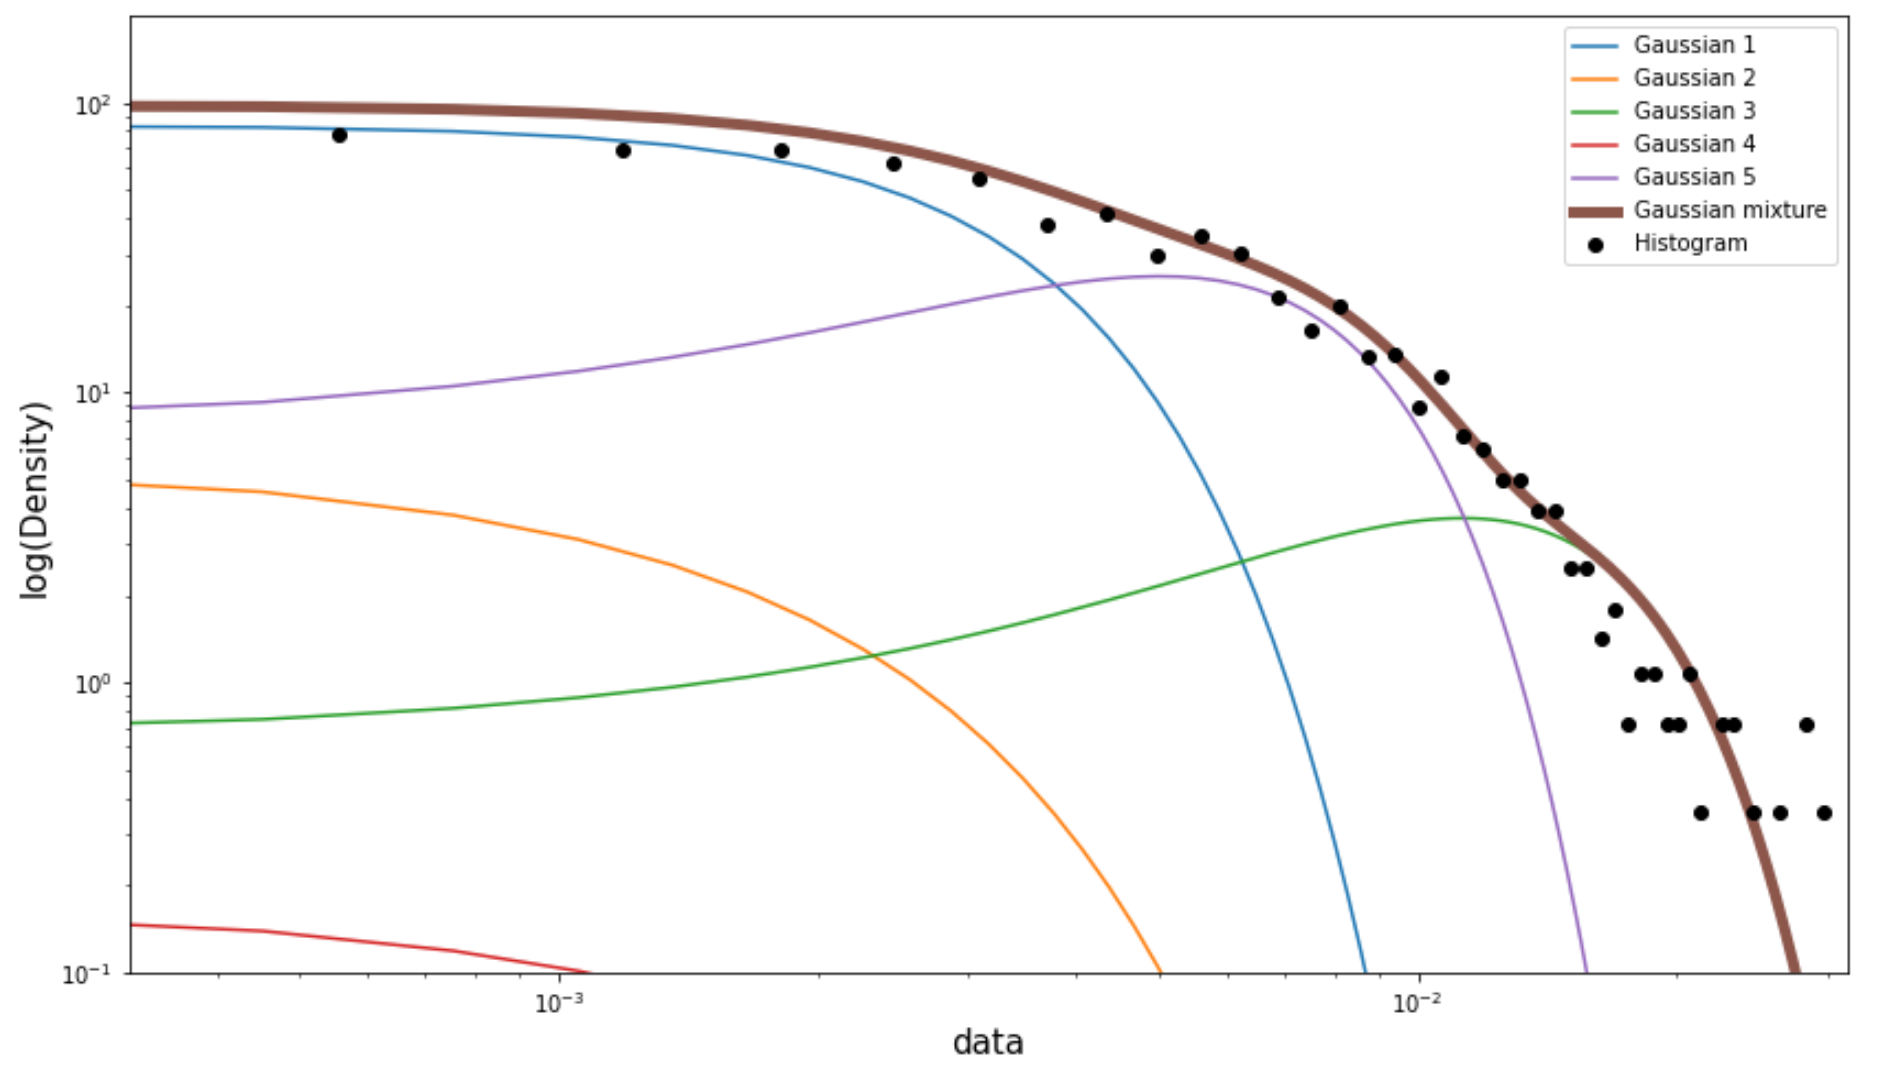 Gaussian 1
Gaussian 2
Gaussian 3
Gaussian 4
Gaussian 5
Gaussian mixture
Histogram
10²
10¹
10⁰
10⁻¹
log(Density)
10⁻³
10⁻²
data